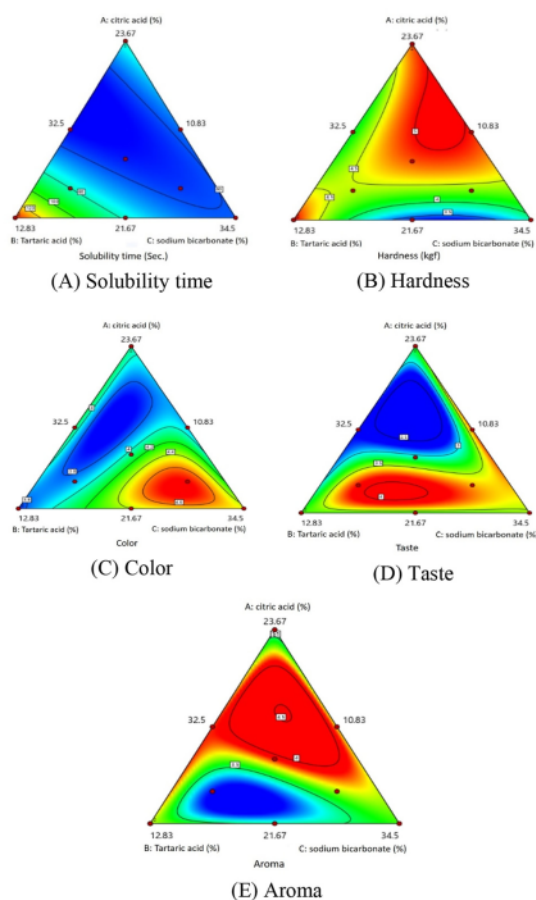 A: citric acid (%)
23.67
32.5
10.83
12.83
21.67
34.5
B: Tartaric acid (%)
C: sodium bicarbonate (%)
Solubility time (Sec.)
(A) Solubility time
A: citric acid (%)
23.67
32.5
10.83
12.83
21.67
34.5
B: Tartaric acid (%)
C: sodium bicarbonate (%)
Hardness (kgf)
(B) Hardness
A: citric acid (%)
23.67
32.5
10.83
12.83
21.67
34.5
B: Tartaric acid (%)
C: sodium bicarbonate (%)
Color
(C) Color
A: citric acid (%)
23.67
32.5
10.83
12.83
21.67
34.5
B: Tartaric acid (%)
C: sodium bicarbonate (%)
Taste
(D) Taste
A: citric acid (%)
23.67
32.5
10.83
12.83
21.67
34.5
B: Tartaric acid (%)
C: sodium bicarbonate (%)
Aroma
(E) Aroma